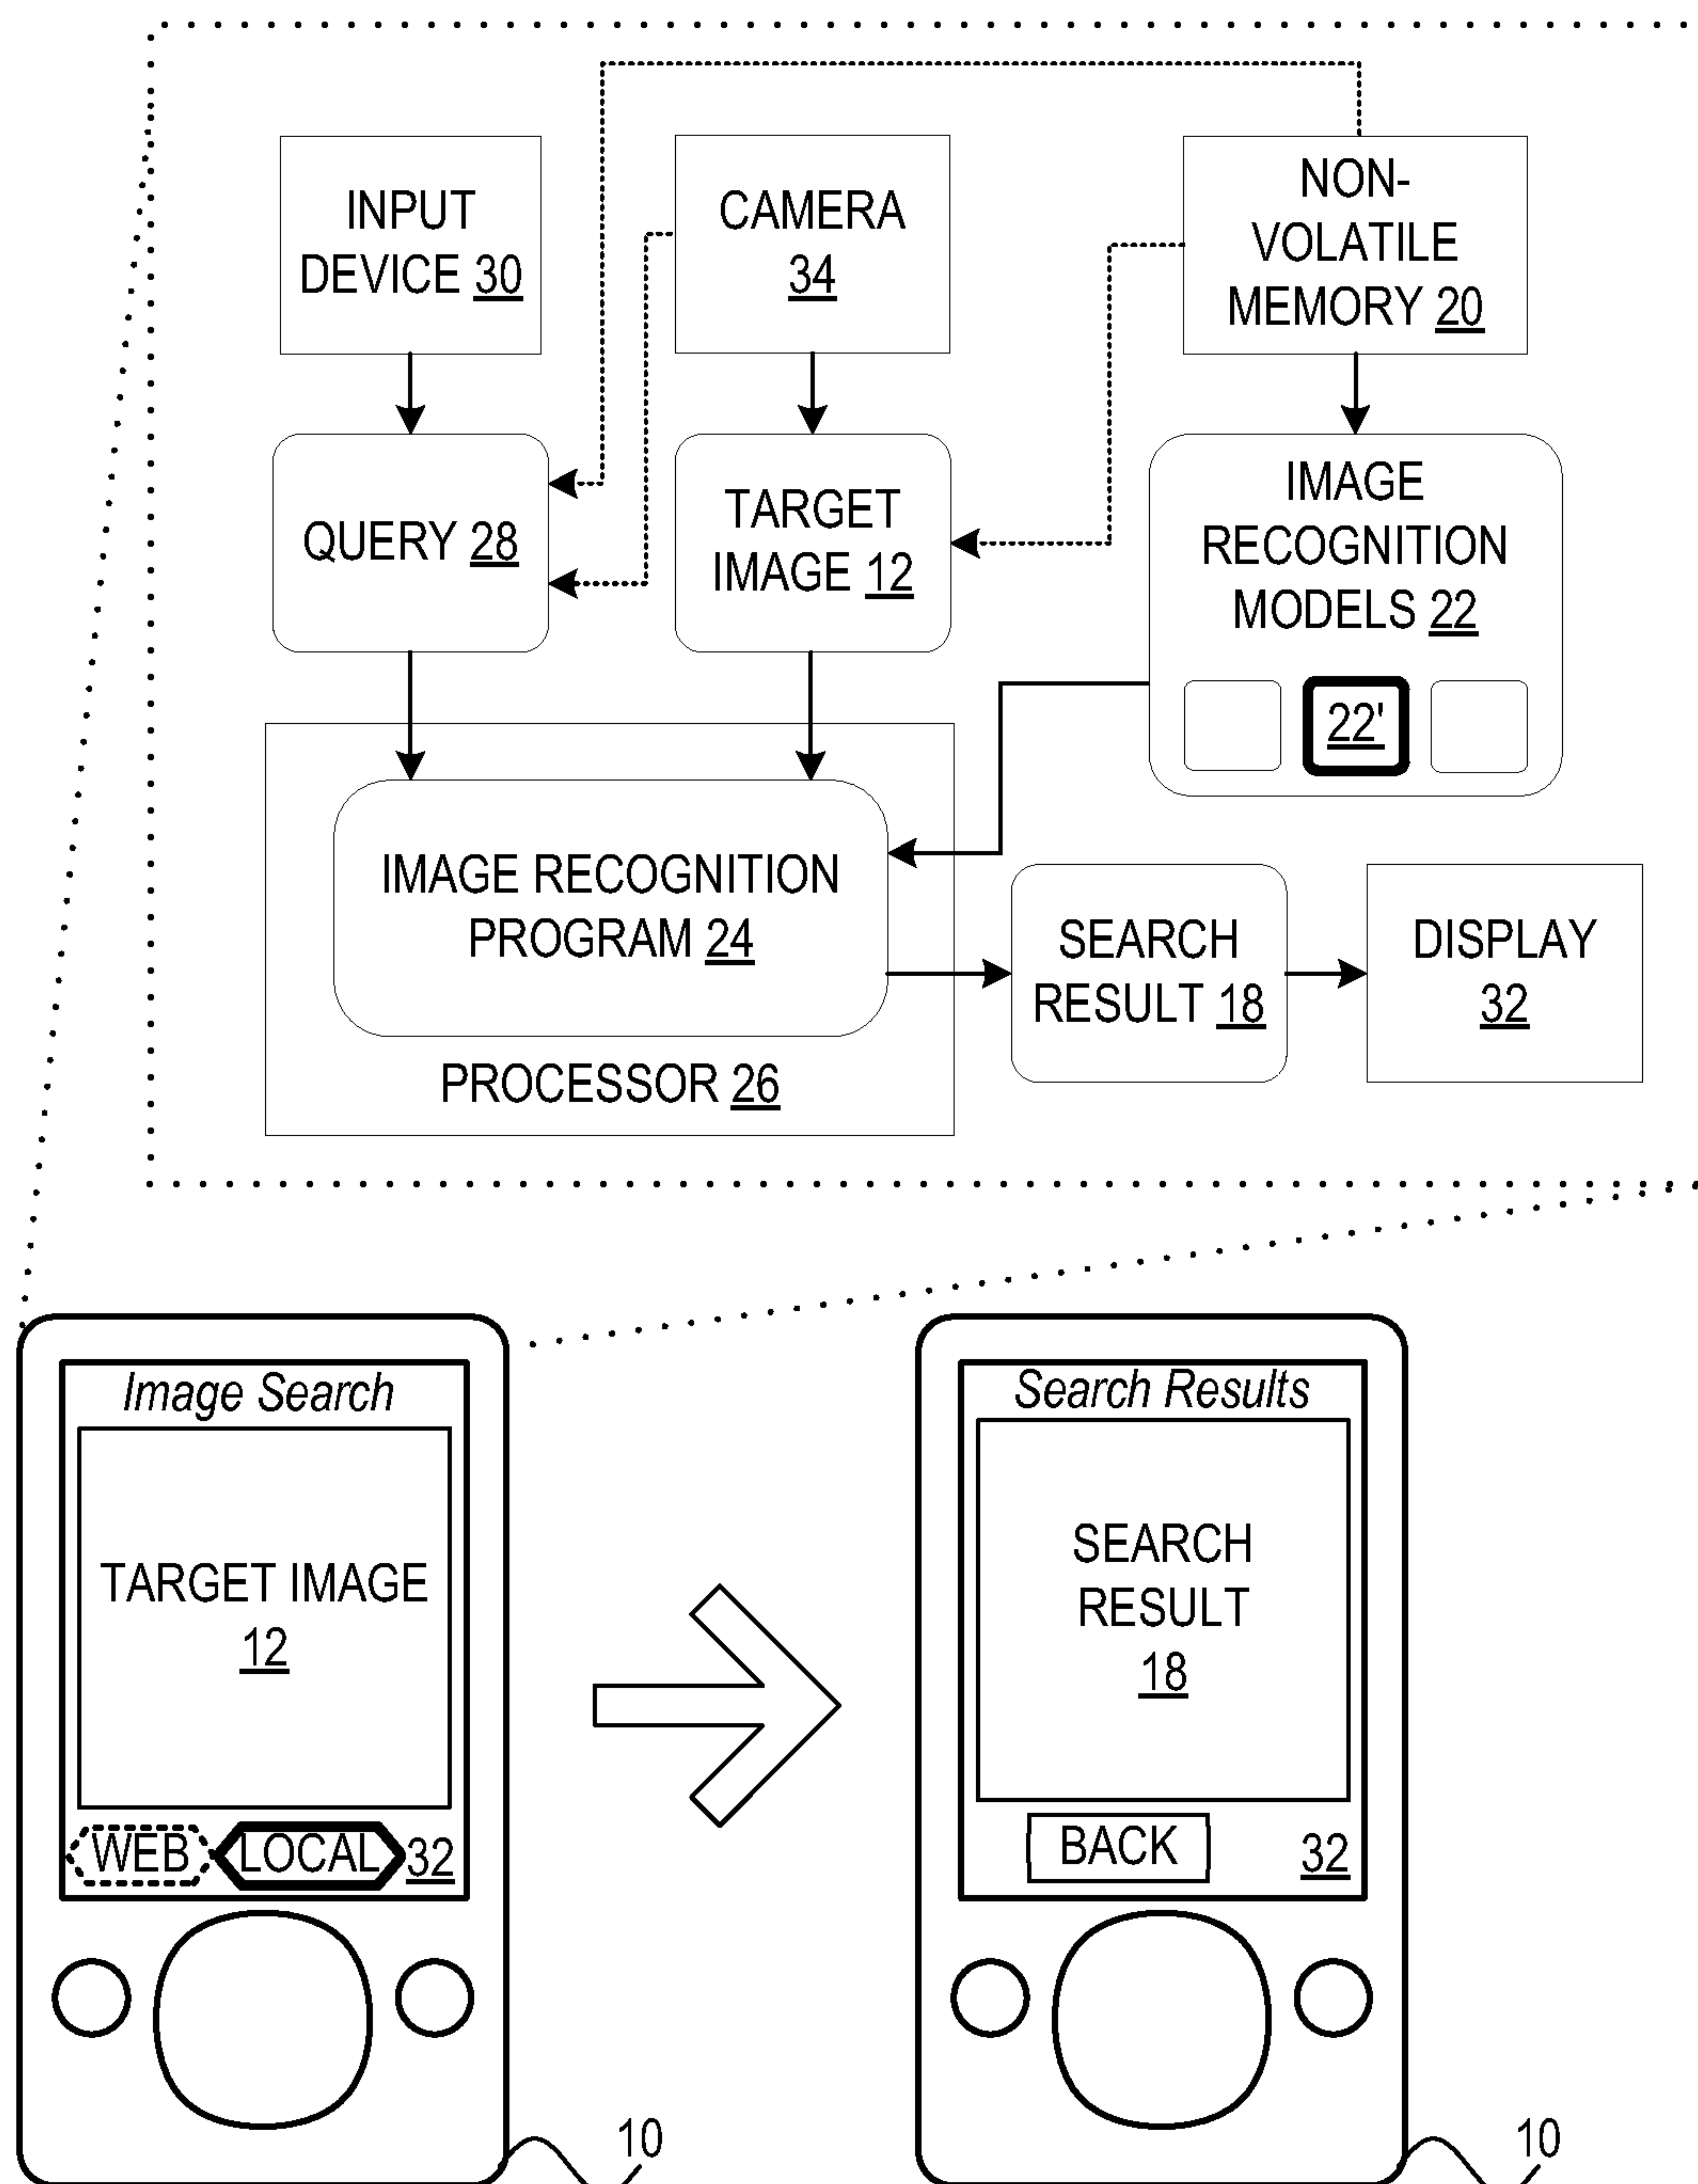 INPUT
DEVICE 30
CAMERA
34
NON-
VOLATILE
MEMORY 20
QUERY 28
TARGET
IMAGE 12
IMAGE
RECOGNITION
MODELS 22
22'
IMAGE RECOGNITION
PROGRAM 24
PROCESSOR 26
SEARCH
RESULT 18
DISPLAY
32
Image Search
TARGET IMAGE
12
WEB
LOCAL
32
10
Search Results
SEARCH
RESULT
18
BACK
32
10